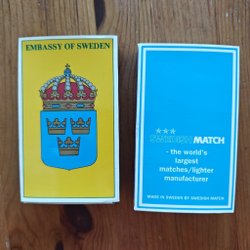 EMBASSY OF SWEDEN
SWEDISH MATCH
- the world's
largest
matches/lighter
manufacturer
MADE IN SWEDEN BY SWEDISH MATCH